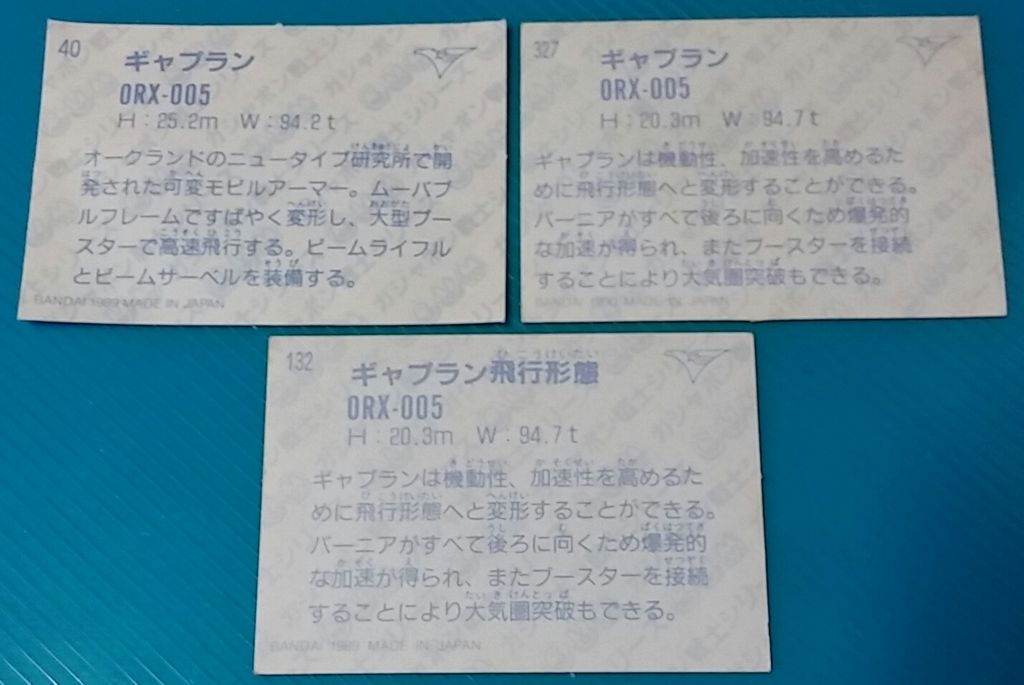 40
ギャプラン
ORX-005
H:25.2m W:94.2t
オークランドのニュータイプ研究所で開
発された可変モビルアーマー。ムーバブ
ルフレームですばやく変形し、大型ブー
スターで高速飛行する。ビームライフル
とビームサーベルを装備する。
BANDAI 1989 MADE IN JAPAN
327
ギャプラン
ORX-005
H:20.3m W:94.7t
ギャプランは機動性、加速性を高めるた
めに飛行形態へと変形することができる。
バーニアがすべて後ろに向くため爆発的
な加速が得られ、またブースターを接続
することにより大気圏突破もできる。
BANDAI MADE IN JAPAN
132
ギャプラン飛行形態
ORX-005
H:20.3m W:94.7t
ギャプランは機動性、加速性を高めるた
めに飛行形態へと変形することができる。
バーニアがすべて後ろに向くため爆発的
な加速が得られ、またブースターを接続
することにより大気圏突破もできる。
BANDAI 1989 MADE IN JAPAN